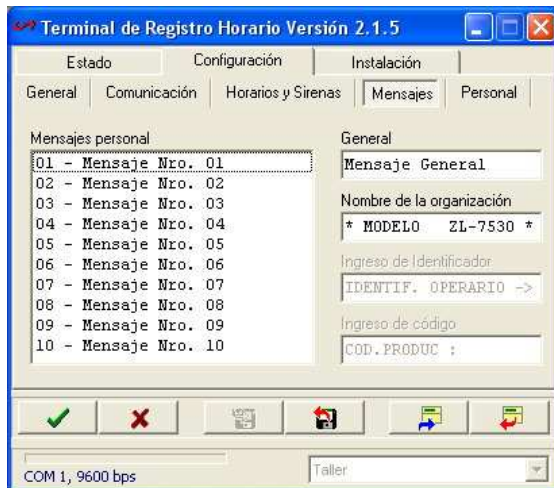 Terminal de Registro Horario Versión 2.1.5
Estado Configuración Instalación
General Comunicación Horarios y Sirenas Mensajes Personal
Mensajes personal
01 - Mensaje Nro. 01
02 - Mensaje Nro. 02
03 - Mensaje Nro. 03
04 - Mensaje Nro. 04
05 - Mensaje Nro. 05
06 - Mensaje Nro. 06
07 - Mensaje Nro. 07
08 - Mensaje Nro. 08
09 - Mensaje Nro. 09
10 - Mensaje Nro. 10
General
Mensaje General
Nombre de la organización
* MODELO ZL-7530 *
Ingreso de Identificador
IDENTIF. OPERARIO ->
Ingreso de código
COD.PRODUC :
COM 1, 9600 bps
Taller